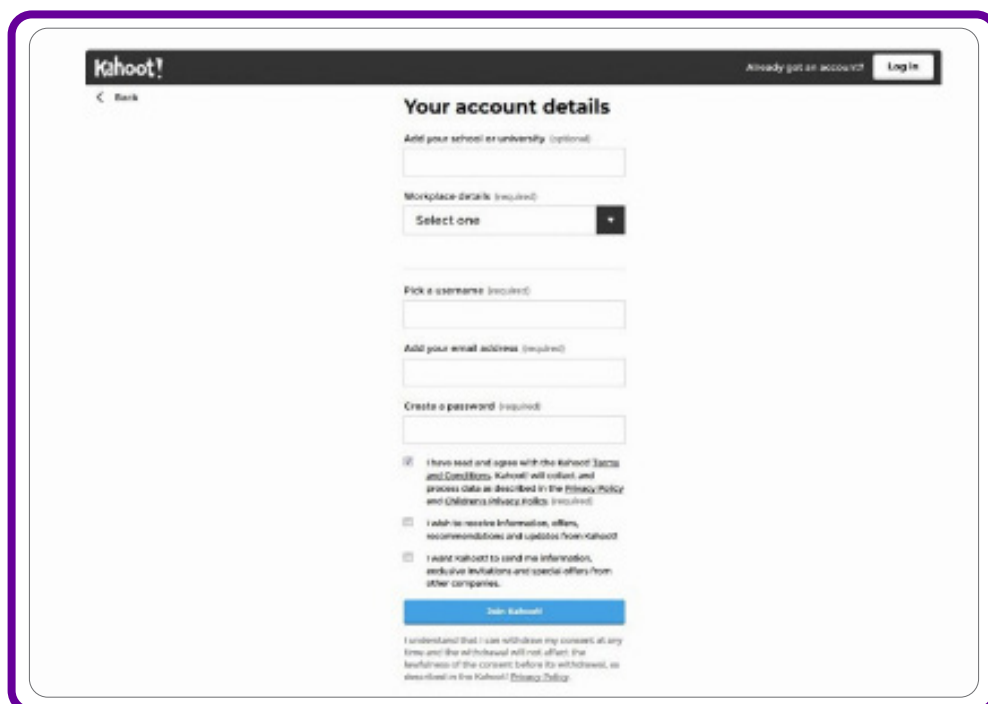 Kahoot!
Already got an account?
Log in
Back
Your account details
Add your school or university (optional)
Workplace details (required)
Select one
Pick a username (required)
Add your email address (required)
Create a password (required)
I have read and agree with the Kahoot! Terms
and Conditions. Kahoot! will collect and
process data as described in the Privacy Policy
and Children's Privacy Policy. (required)
I wish to receive information, offers,
recommendations and updates from Kahoot!
I want Kahoot! to send me information,
exclusive invitations and special offers from
other companies.
Join Kahoot!
I understand that I can withdraw my consent at any
time and the withdrawal will not affect the
lawfulness of the consent before its withdrawal, as
described in the Kahoot! Privacy Policy.